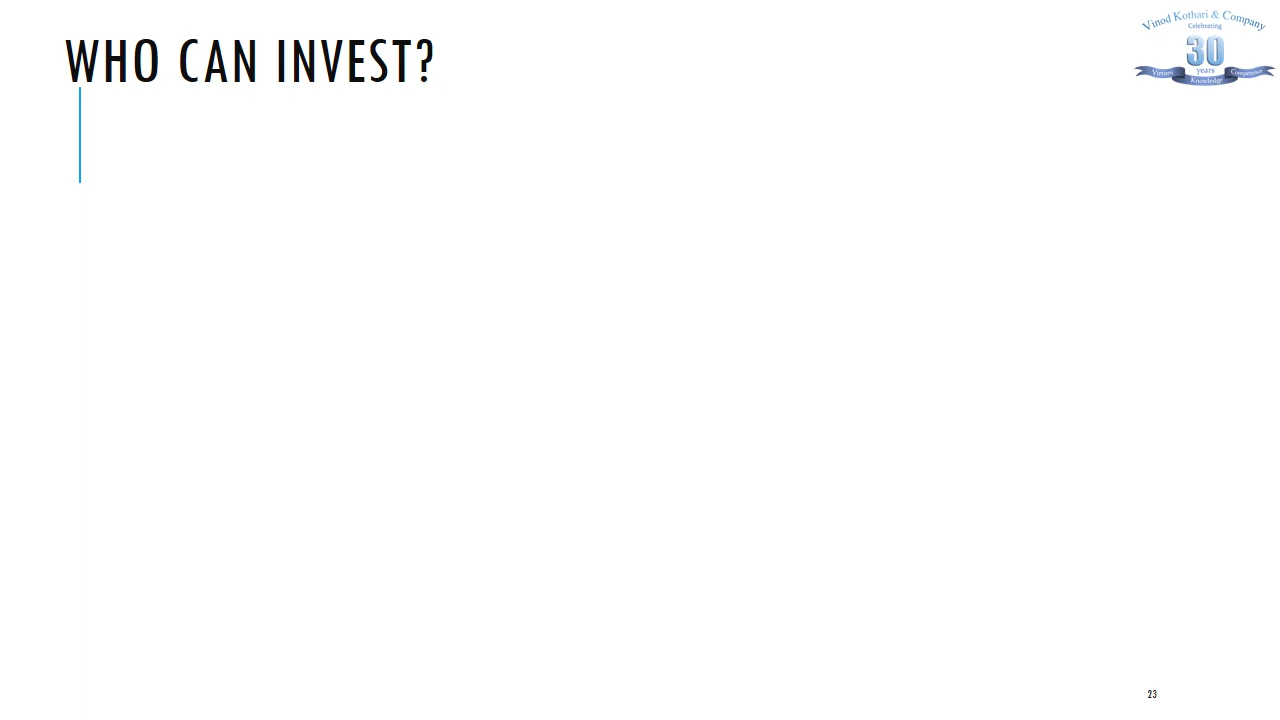 WHO CAN INVEST?
Vinod Kothari & Company
Celebrating
30
years
Virtues
Knowledge
Competence
23